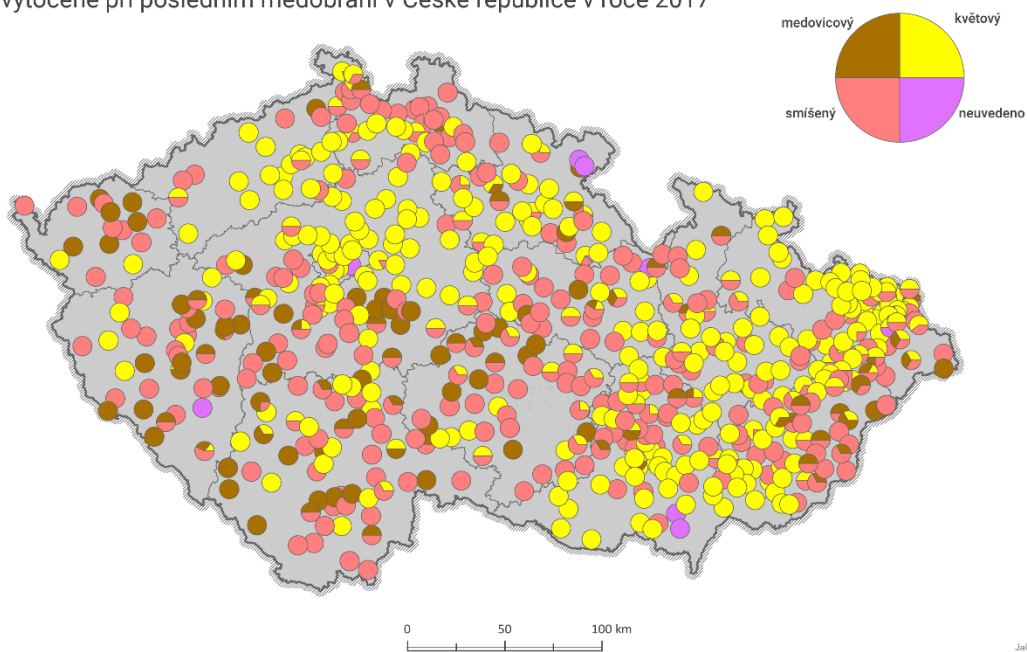 vytočené při posledním medobraní v České republice v roce 2017
medovicový
květový
smíšený
neuvedeno
0 50 100 km